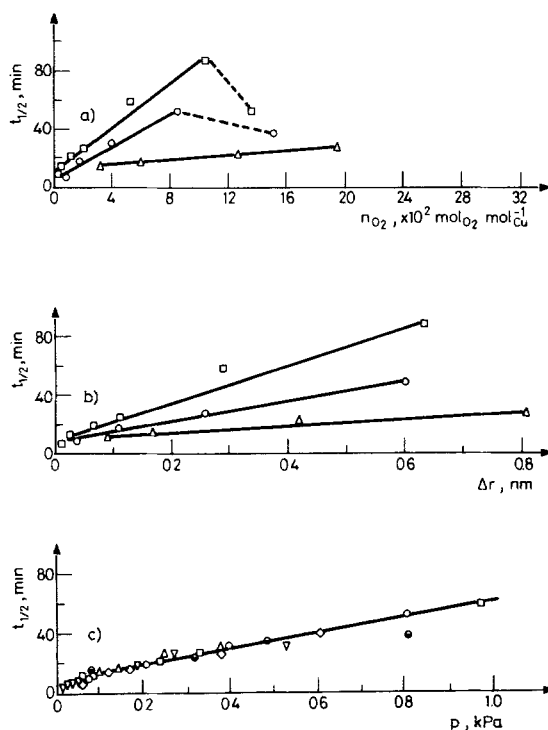 t1/2, min
80
40
0
a)
0 4 8 12 16 20 24 28 32
nO2, x10² molO2 mol⁻¹Cu
t1/2, min
80
40
0
b)
0 0.2 0.4 0.6 0.8
Δr, nm
t1/2, min
80
40
0
c)
0 0.2 0.4 0.6 0.8 1.0
p, kPa